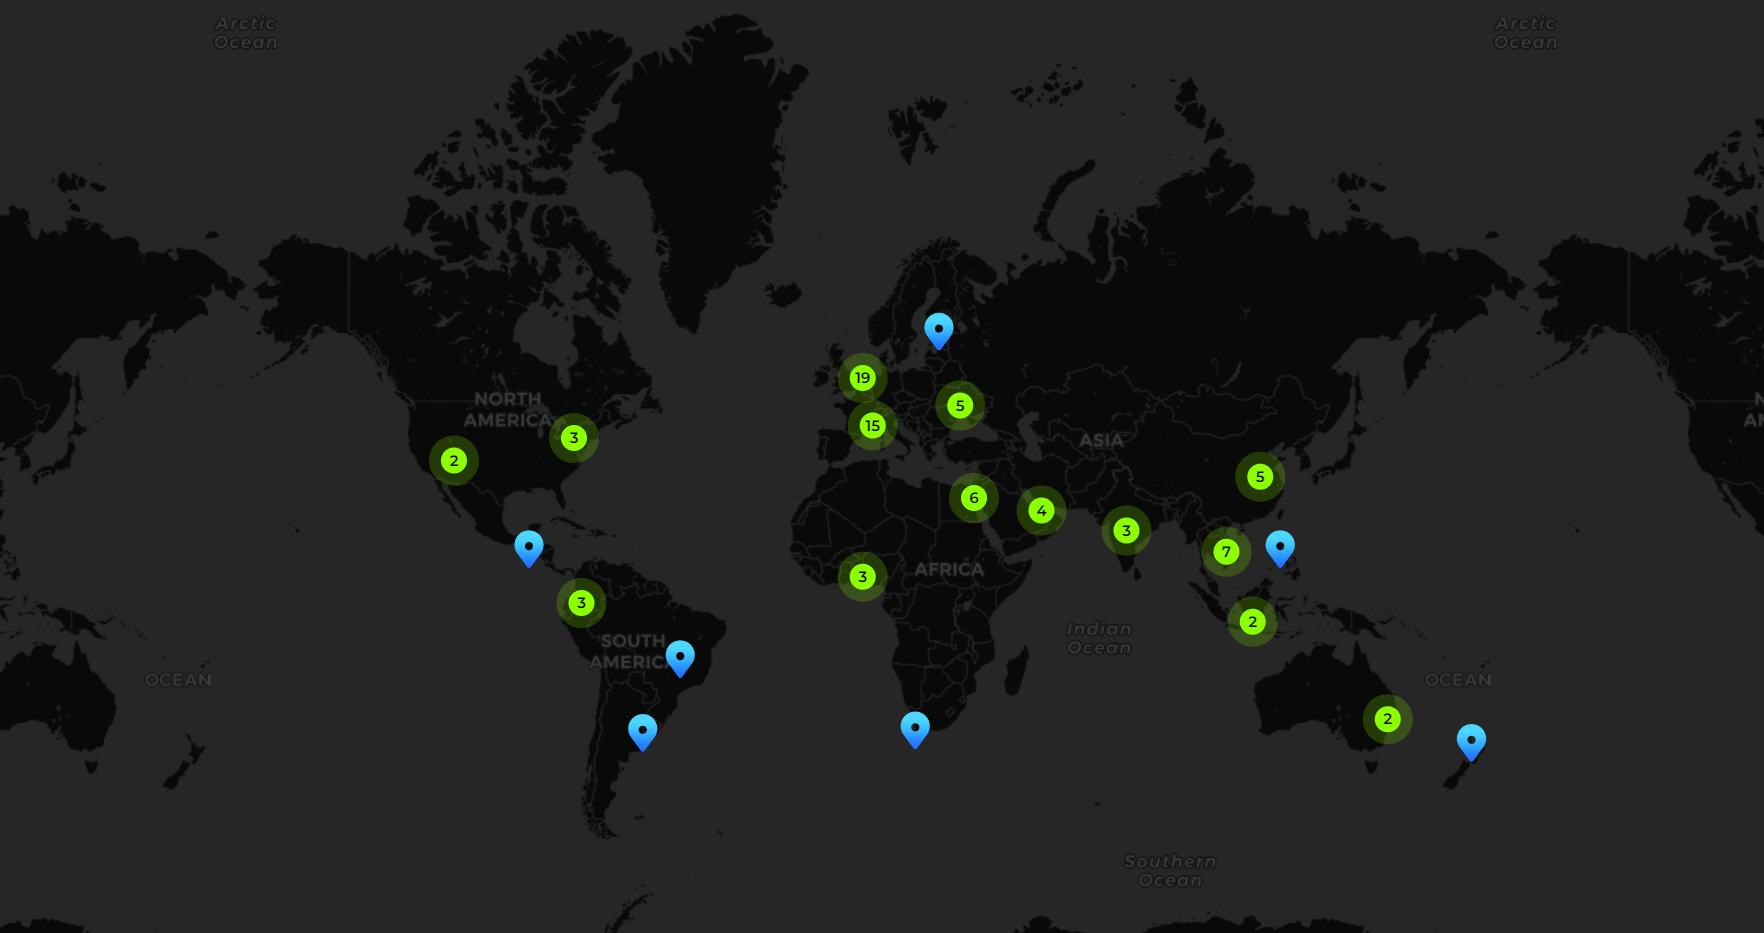 Arctic
Ocean
Arctic
Ocean
19
5
NORTH
AMERICA
15
3
ASIA
2
5
6
4
3
7
AFRICA
3
3
2
Indian
Ocean
SOUTH
AMERICA
OCEAN
OCEAN
2
Southern
Ocean